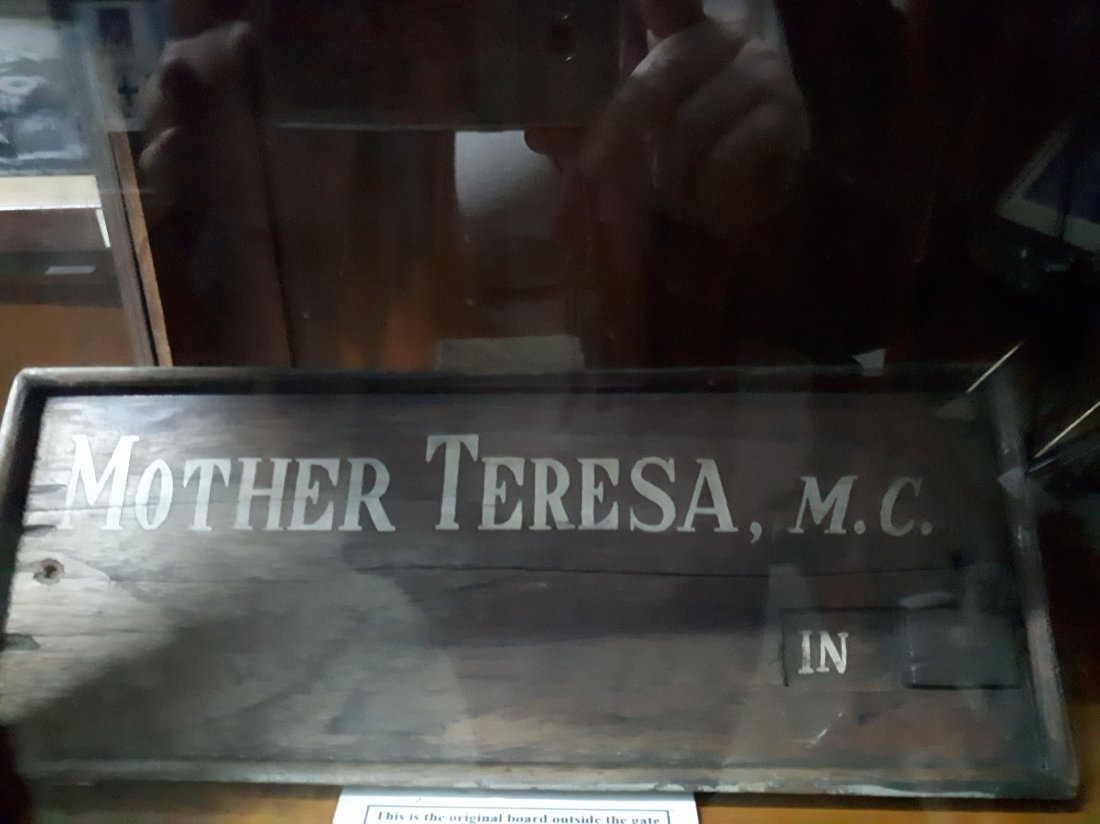 MOTHER TERESA, M.C.
IN
This is the original board outside the gate